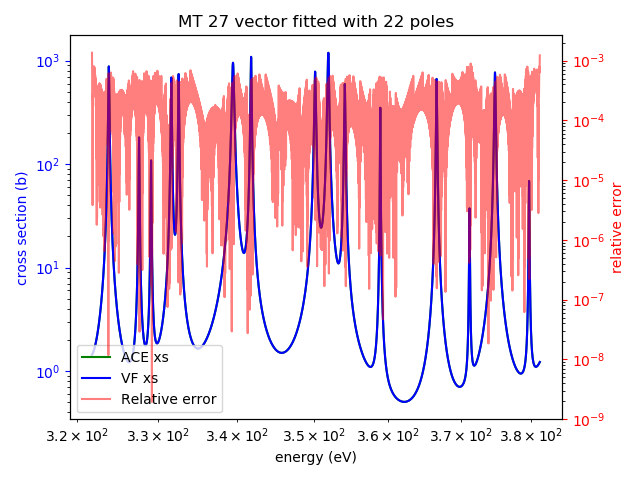 MT 27 vector fitted with 22 poles
10³
10²
10¹
10⁰
cross section (b)
10⁻³
10⁻⁴
10⁻⁵
10⁻⁶
10⁻⁷
10⁻⁸
10⁻⁹
relative error
ACE xs
VF xs
Relative error
3.2 × 10² 3.3 × 10² 3.4 × 10² 3.5 × 10² 3.6 × 10² 3.7 × 10² 3.8 × 10²
energy (eV)